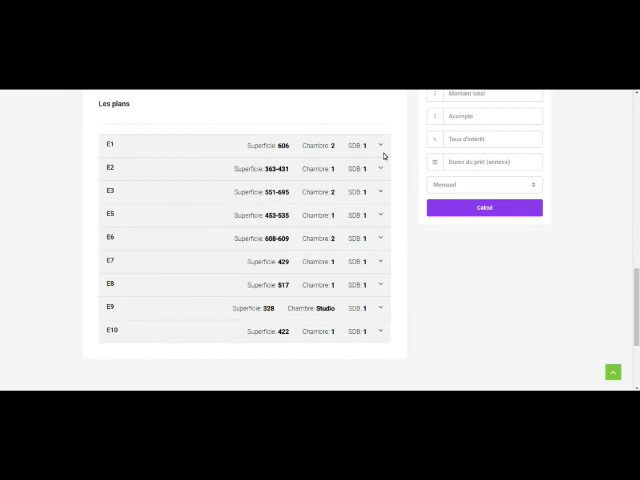 Les plans
E1 Superficie: 606 Chambre: 2 SDB: 1
E2 Superficie: 363-431 Chambre: 1 SDB: 1
E3 Superficie: 551-695 Chambre: 2 SDB: 1
E5 Superficie: 453-535 Chambre: 1 SDB: 1
E6 Superficie: 608-609 Chambre: 2 SDB: 1
E7 Superficie: 429 Chambre: 1 SDB: 1
E8 Superficie: 517 Chambre: 1 SDB: 1
E9 Superficie: 328 Chambre: Studio SDB: 1
E10 Superficie: 422 Chambre: 1 SDB: 1
Montant total
Acompte
Taux d'intérêt
Durée du prêt (années)
Mensuel
Calcul